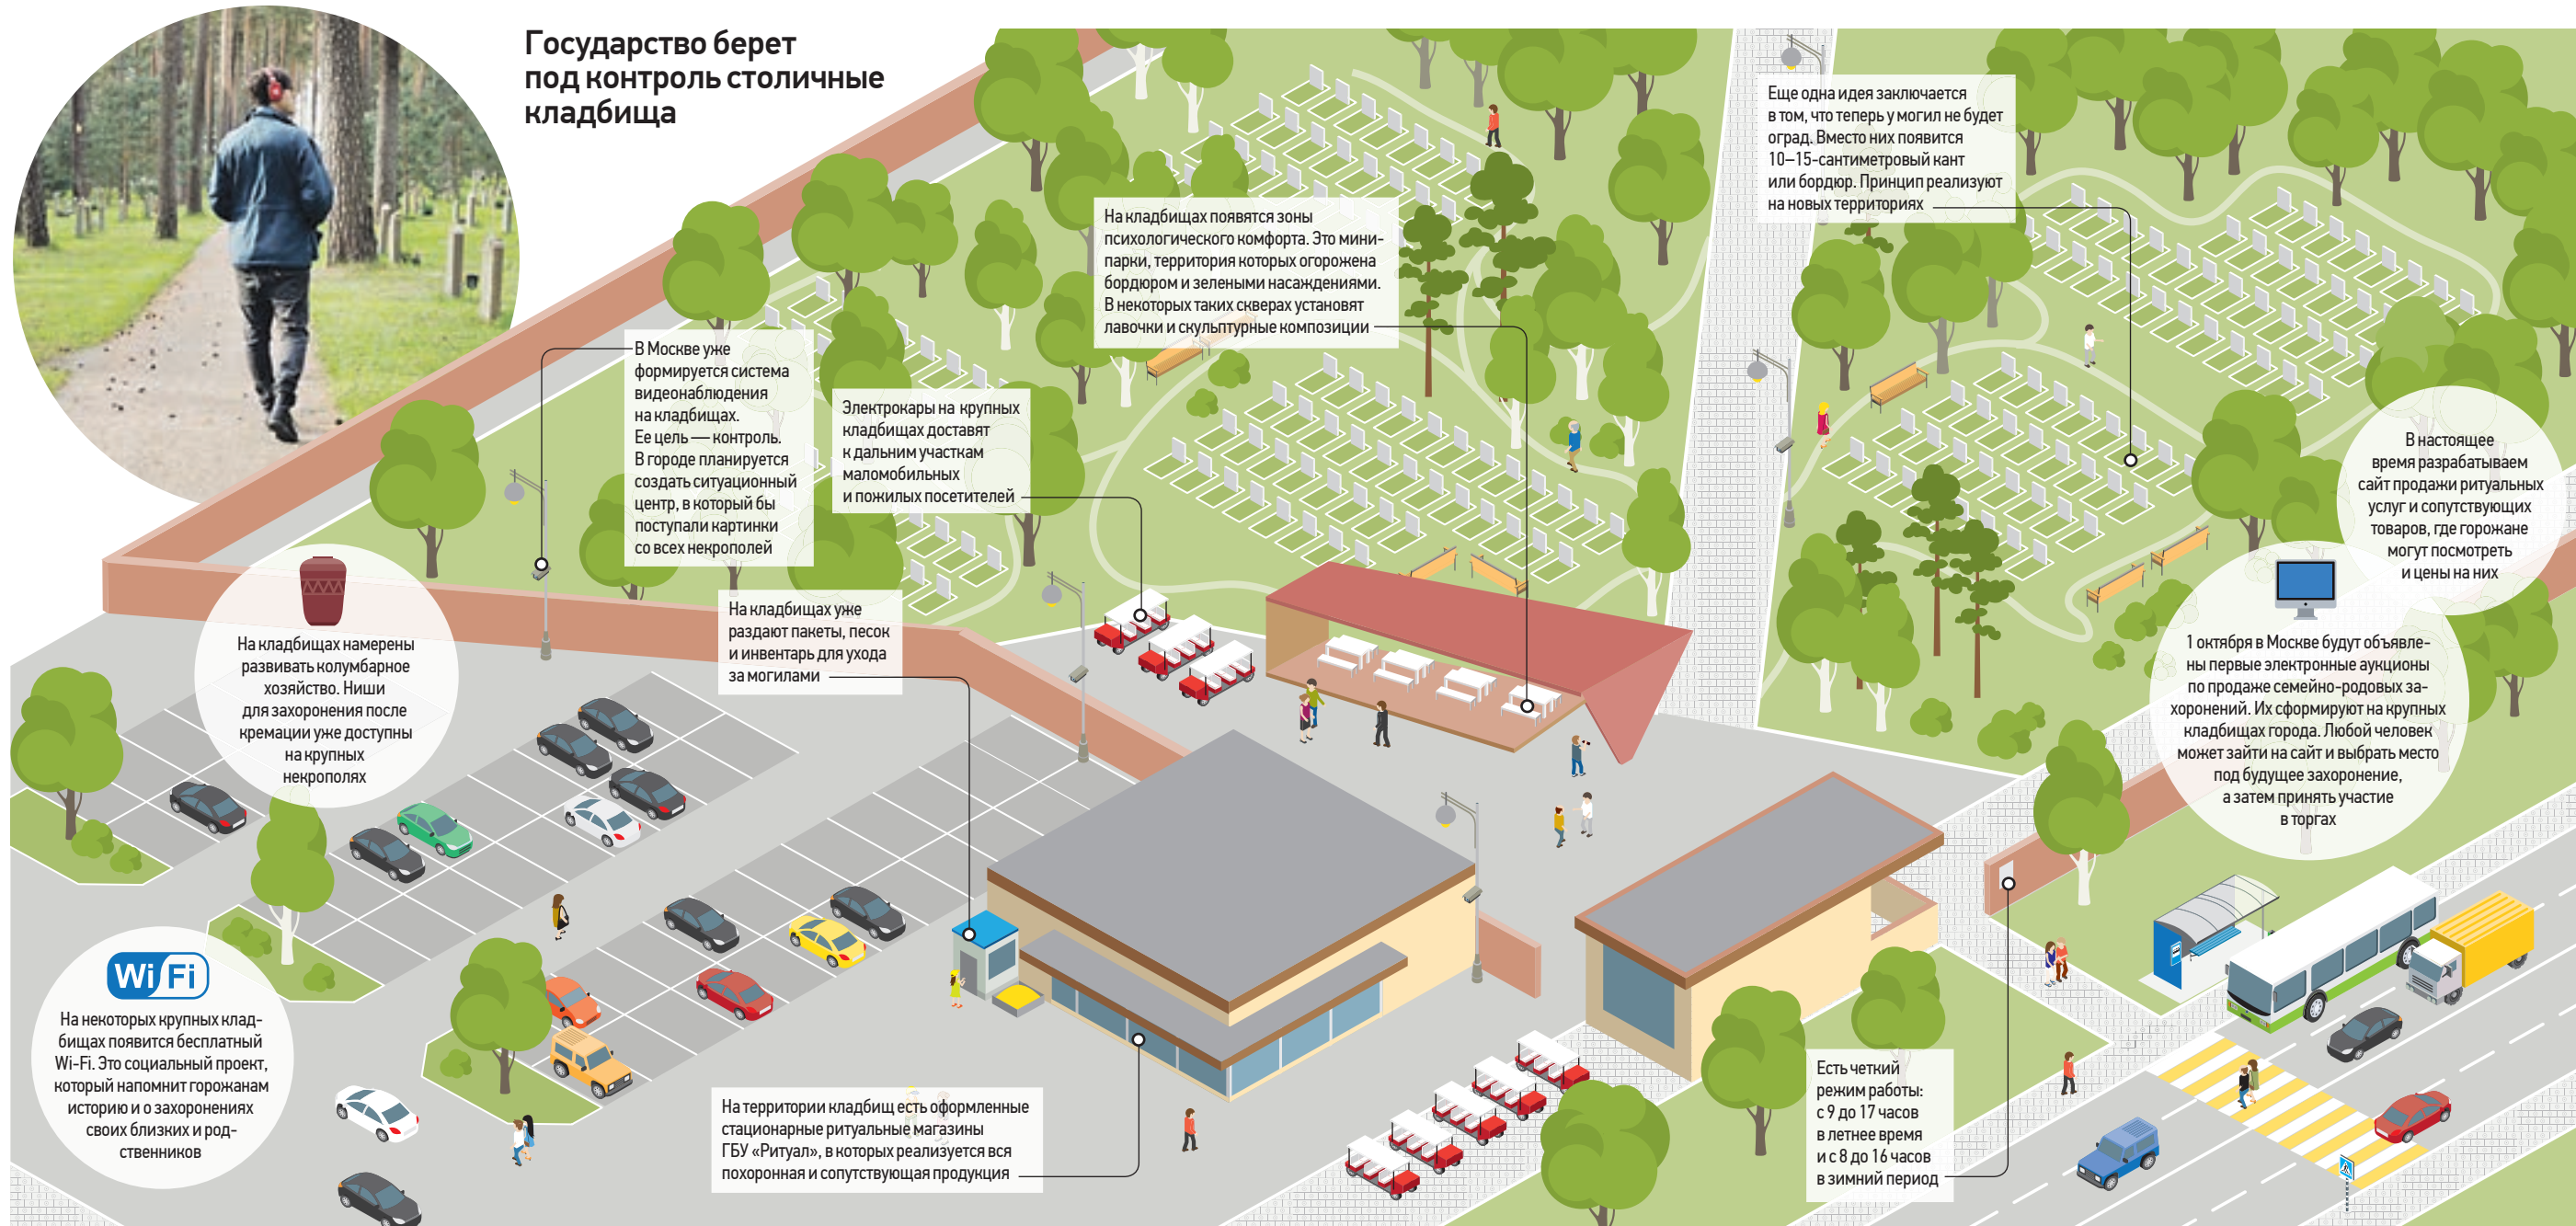 Государство берет
под контроль столичные
кладбища
Еще одна идея заключается
в том, что теперь у могил не будет
оград. Вместо них появится
10–15-сантиметровый кант
или бордюр. Принцип реализуют
на новых территориях
На кладбищах появятся зоны
психологического комфорта. Это мини-
парки, территория которых огорожена
бордюром и зелеными насаждениями.
В некоторых таких скверах установят
лавочки и скульптурные композиции
В Москве уже
формируется система
видеонаблюдения
на кладбищах.
Ее цель — контроль.
В городе планируется
создать ситуационный
центр, в который бы
поступали картинки
со всех некрополей
Электрокары на крупных
кладбищах доставят
к дальним участкам
маломобильных
и пожилых посетителей
В настоящее
время разрабатываем
сайт продажи ритуальных
услуг и сопутствующих
товаров, где горожане
могут посмотреть
и цены на них
На кладбищах уже
раздают пакеты, песок
и инвентарь для ухода
за могилами
На кладбищах намерены
развивать колумбарное
хозяйство. Ниши
для захоронения после
кремации уже доступны
на крупных
некрополях
1 октября в Москве будут объявле-
ны первые электронные аукционы
по продаже семейно-родовых за-
хоронений. Их сформируют на крупных
кладбищах города. Любой человек
может зайти на сайт и выбрать место
под будущее захоронение,
а затем принять участие
в торгах
Wi Fi
На некоторых крупных клад-
бищах появится бесплатный
Wi-Fi. Это социальный проект,
который напомнит горожанам
историю и о захоронениях
своих близких и род-
ственников
На территории кладбищ есть оформленные
стационарные ритуальные магазины
ГБУ «Ритуал», в которых реализуется вся
похоронная и сопутствующая продукция
Есть четкий
режим работы:
с 9 до 17 часов
в летнее время
и с 8 до 16 часов
в зимний период